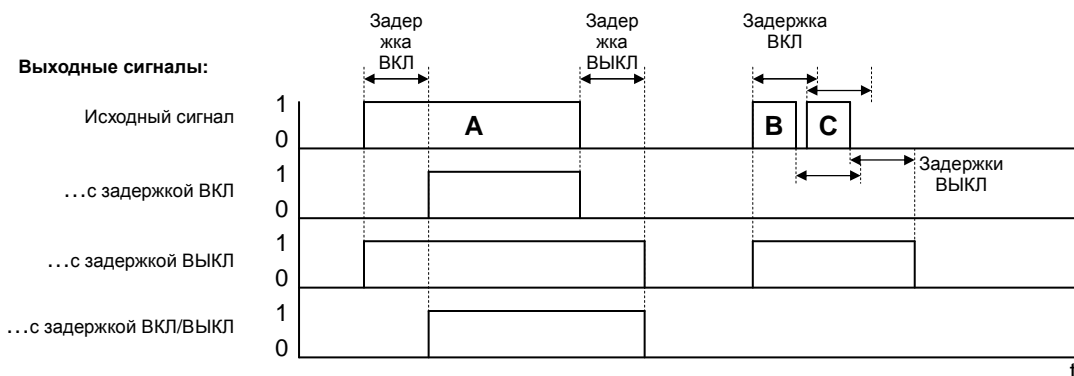 Задер
жка
ВКЛ
Задер
жка
ВЫКЛ
Задержка
ВКЛ
Выходные сигналы:
Исходный сигнал
1
0
A
B
C
Задержки
ВЫКЛ
…с задержкой ВКЛ
1
0
…с задержкой ВЫКЛ
1
0
…с задержкой ВКЛ/ВЫКЛ
1
0
t